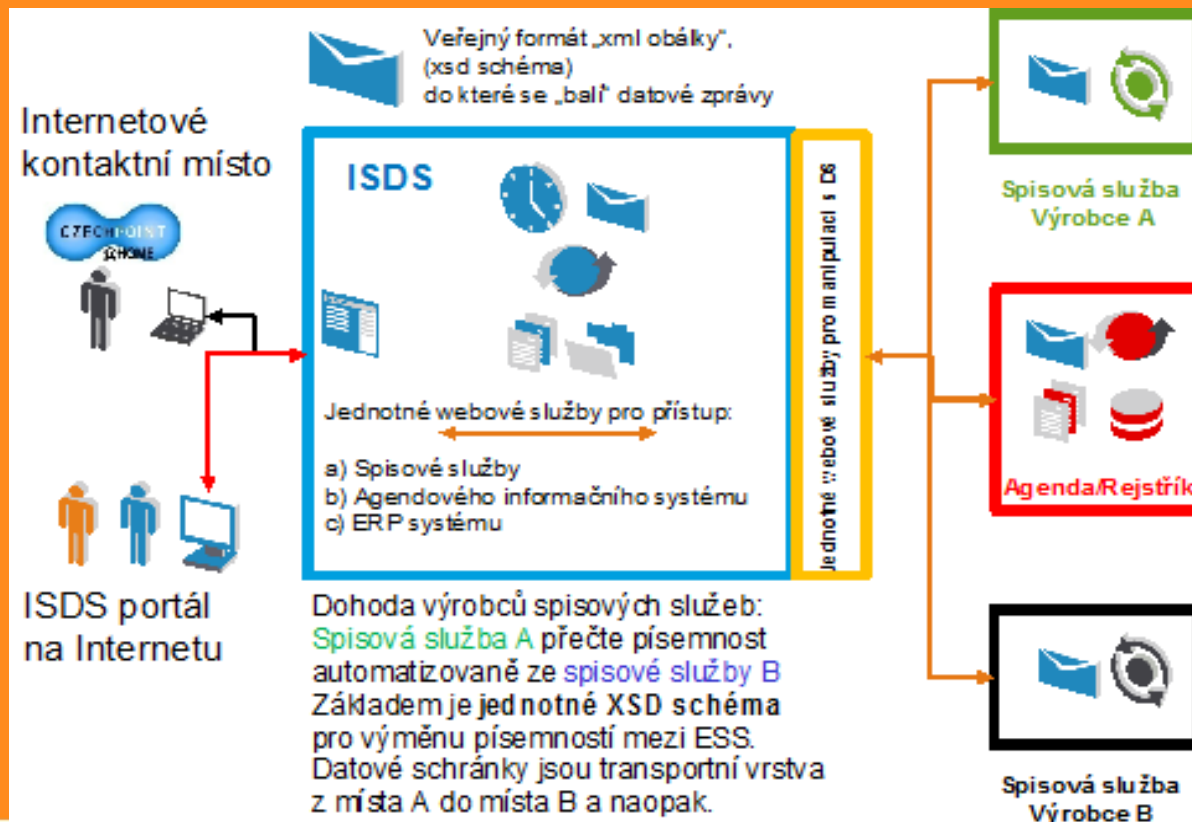 Veřejný formát „xml obálky",
(xsd schéma)
do které se „balí" datové zprávy
Internetové
kontaktní místo
CZECHPOINT
@HOME
ISDS portál
na Internetu
ISDS
Jednotné webové služby pro přístup:
a) Spisové služby
b) Agendového informačního systému
c) ERP systému
Jednotné webové služby pro manipulaci s DS
Dohoda výrobců spisových služeb:
Spisová služba A přečte písemnost
automatizovaně ze spisové služby B
Základem je jednotné XSD schéma
pro výměnu písemností mezi ESS.
Datové schránky jsou transportní vrstva
z místa A do místa B a naopak.
Spisová služba
Výrobce A
Agenda/Rejstřík
Spisová služba
Výrobce B